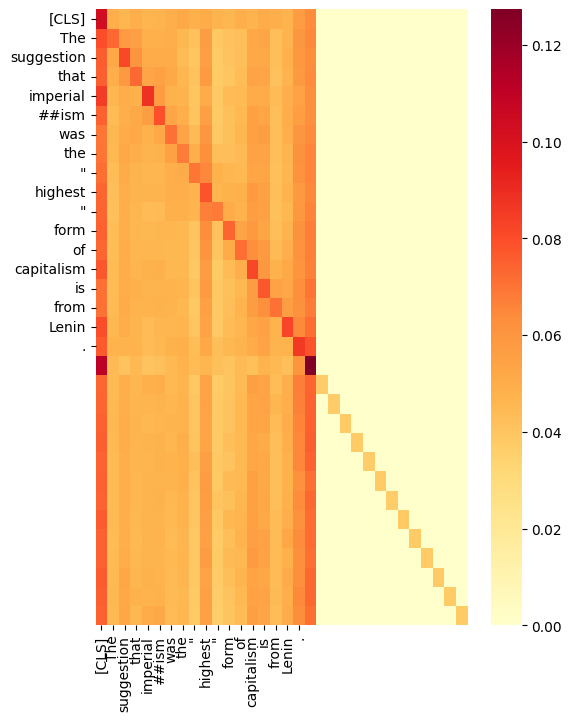 [CLS]
The
suggestion
that
imperial
##ism
was
the
"
highest
"
form
of
capitalism
is
from
Lenin
.
[CLS]
The
suggestion
that
imperial
##ism
was
the
"
highest
"
form
of
capitalism
is
from
Lenin
.
0.12
0.10
0.08
0.06
0.04
0.02
0.00